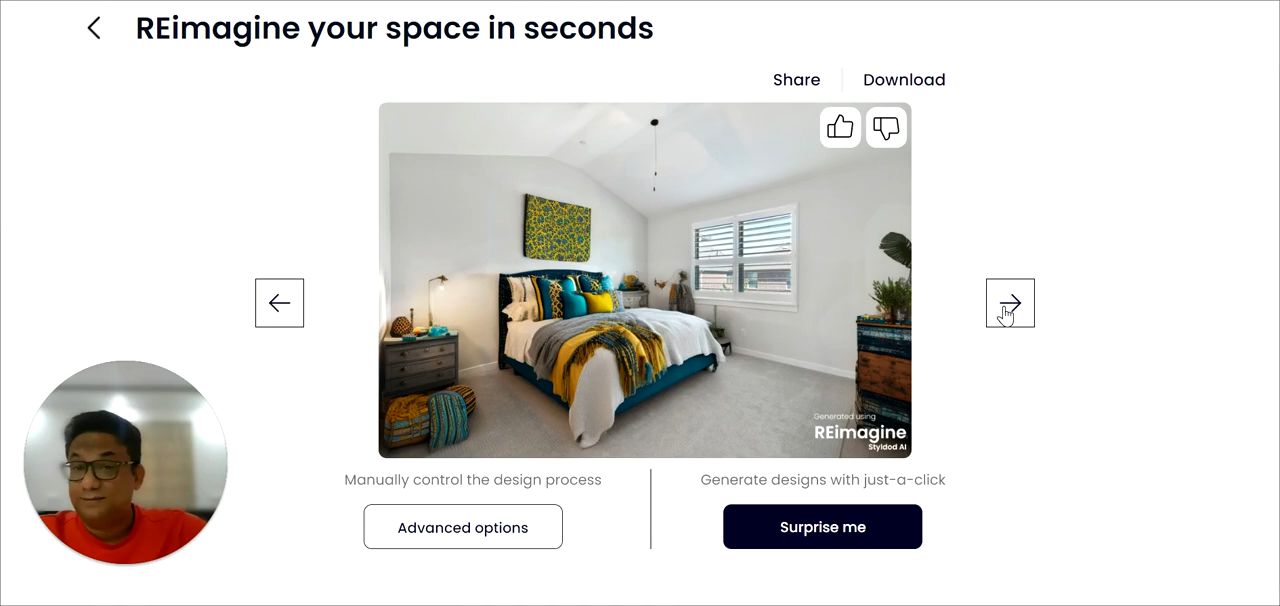 REimagine your space in seconds
Share
Download
Generated using
REimagine
Styldod AI
Manually control the design process
Generate designs with just-a-click
Advanced options
Surprise me